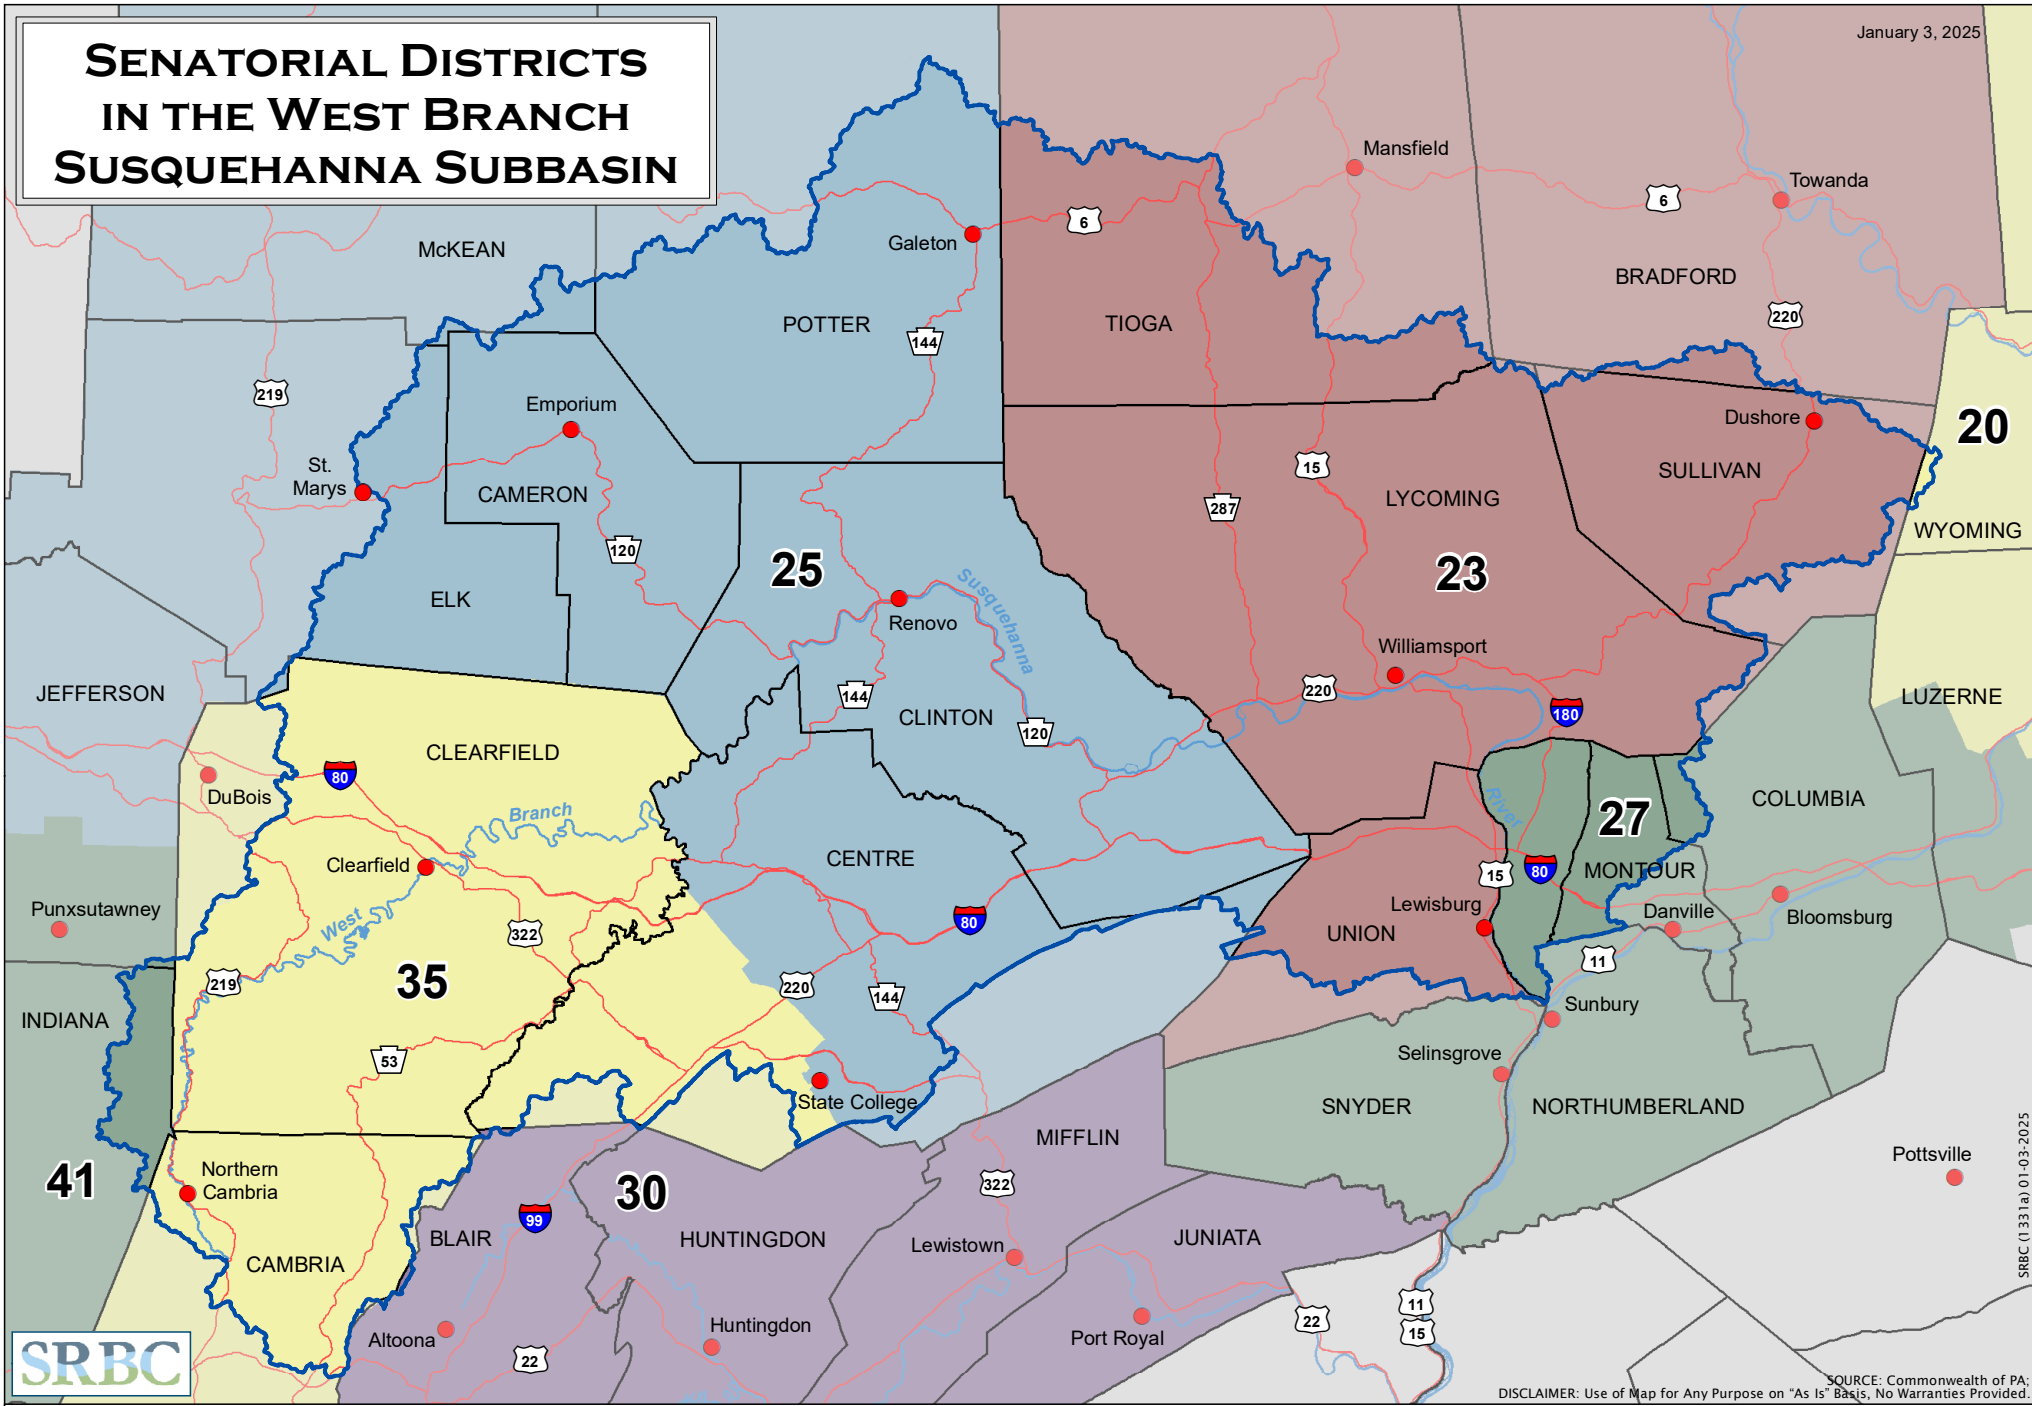 SENATORIAL DISTRICTS
IN THE WEST BRANCH
SUSQUEHANNA SUBBASIN
January 3, 2025
Mansfield
Towanda
6
6
McKEAN
Galeton
BRADFORD
POTTER
TIOGA
220
144
219
Emporium
Dushore
20
St.
Marys
15
SULLIVAN
CAMERON
LYCOMING
287
WYOMING
120
25
23
ELK
Susquehanna
Renovo
Williamsport
JEFFERSON
144
220
LUZERNE
CLINTON
180
120
CLEARFIELD
80
DuBois
Branch
River
27
COLUMBIA
Clearfield
CENTRE
15
80
MONTOUR
Punxsutawney
West
322
80
Lewisburg
Danville
Bloomsburg
UNION
11
219
35
220
144
INDIANA
Sunbury
53
Selinsgrove
State College
SNYDER
NORTHUMBERLAND
MIFFLIN
41
Northern
Cambria
30
322
Pottsville
99
BLAIR
HUNTINGDON
Lewistown
JUNIATA
CAMBRIA
Altoona
Huntingdon
Port Royal
22
22
11
15
SRBC
SRBC (1331a) 01-03-2025
SOURCE: Commonwealth of PA;
DISCLAIMER: Use of Map for Any Purpose on "As Is" Basis, No Warranties Provided.